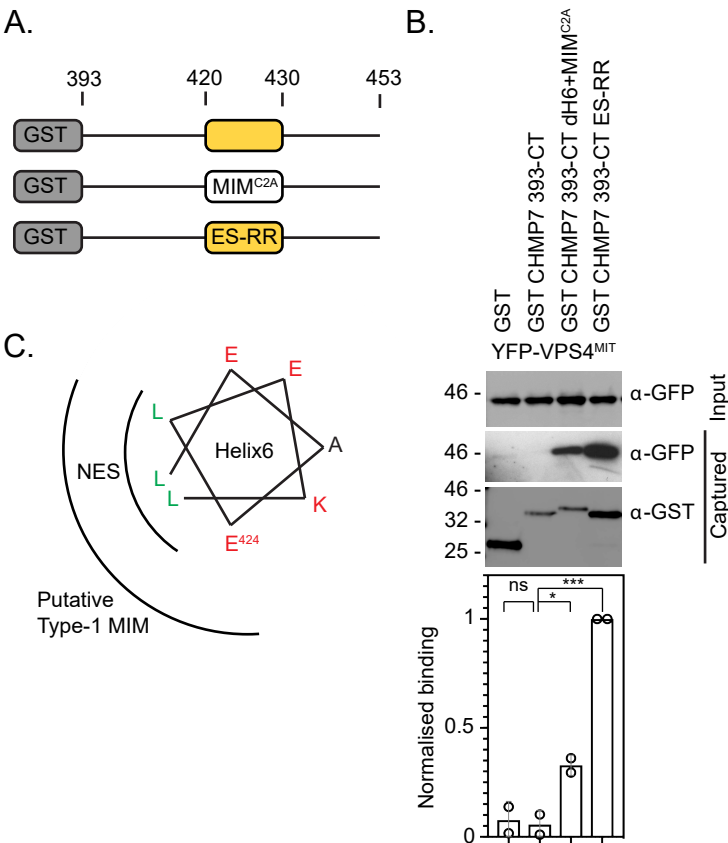 A.
393 420 430 453
GST
GST MIM^C2A
GST ES-RR
B.
GST
GST CHMP7 393-CT
GST CHMP7 393-CT dH6+MIM^C2A
GST CHMP7 393-CT ES-RR
YFP-VPS4^MIT
46 - α-GFP Input
46 - α-GFP
46 -
32 - α-GST
25 -
Captured
ns * ***
1
0.5
0
Normalised binding
C.
E E
L A
Helix6
NES
L
L K
E^424
Putative
Type-1 MIM